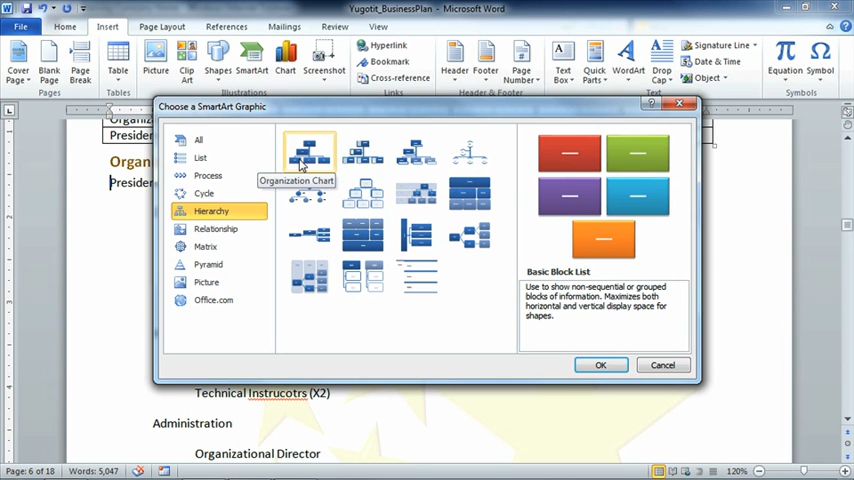 Yugotit_BusinessPlan - Microsoft Word
File Home Insert Page Layout References Mailings Review View
Cover Page
Blank Page
Page Break
Table
Picture
Clip Art
Shapes
SmartArt
Chart
Screenshot
Hyperlink
Bookmark
Cross-reference
Header
Footer
Page Number
Text Box
Quick Parts
WordArt
Drop Cap
Signature Line
Date & Time
Object
Equation
Symbol
Tables
Illustrations
Links
Header & Footer
Text
Organiza
Presiden
Organ
Presiden
Choose a SmartArt Graphic
All
List
Process
Cycle
Hierarchy
Relationship
Matrix
Pyramid
Picture
Office.com
Organization Chart
Basic Block List
Use to show non-sequential or grouped
blocks of information. Maximizes both
horizontal and vertical display space for
shapes.
OK Cancel
Technical Instrucotrs (X2)
Administration
Organizational Director
Page: 6 of 18 Words: 5,047 120%